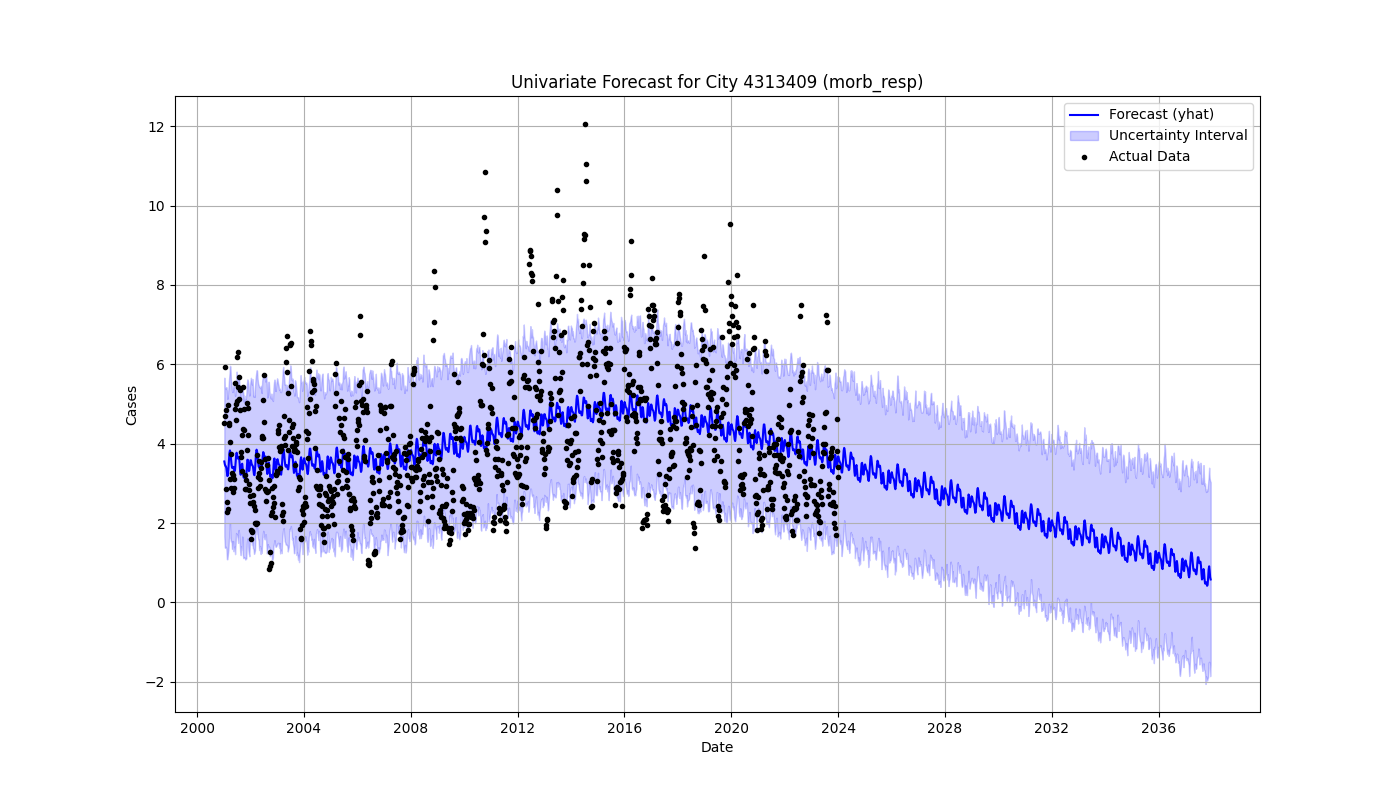 Univariate Forecast for City 4313409 (morb_resp)
Forecast (yhat)
Uncertainty Interval
Actual Data
Cases
12
10
8
6
4
2
0
−2
2000 2004 2008 2012 2016 2020 2024 2028 2032 2036
Date